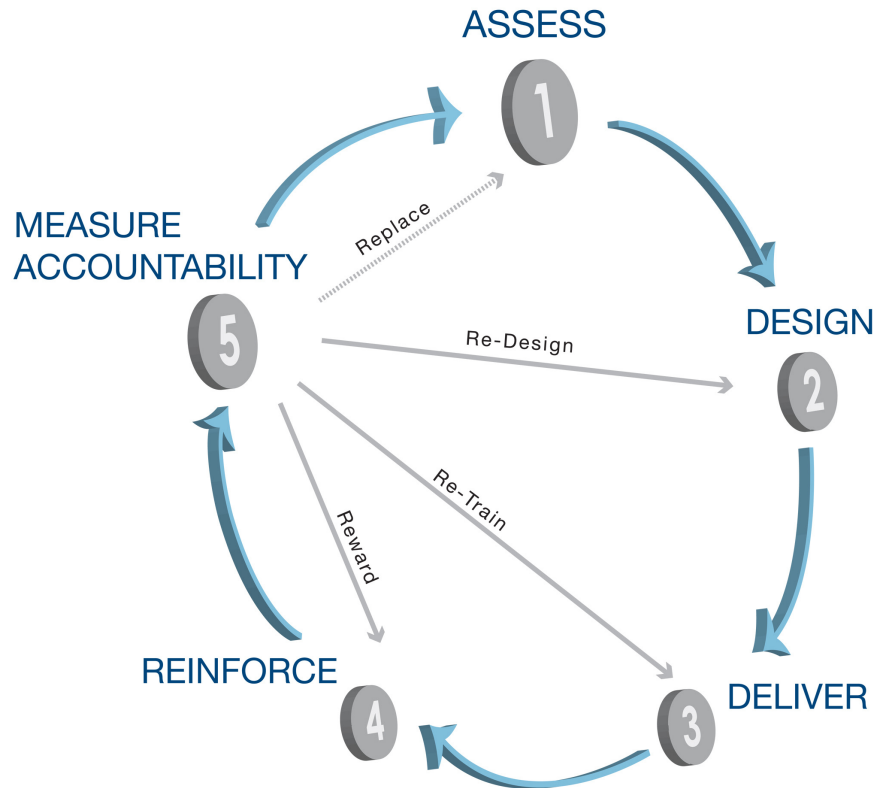 ASSESS
1
Replace
MEASURE
ACCOUNTABILITY
5
Re-Design
DESIGN
2
Re-Train
Reward
REINFORCE
4
DELIVER
3